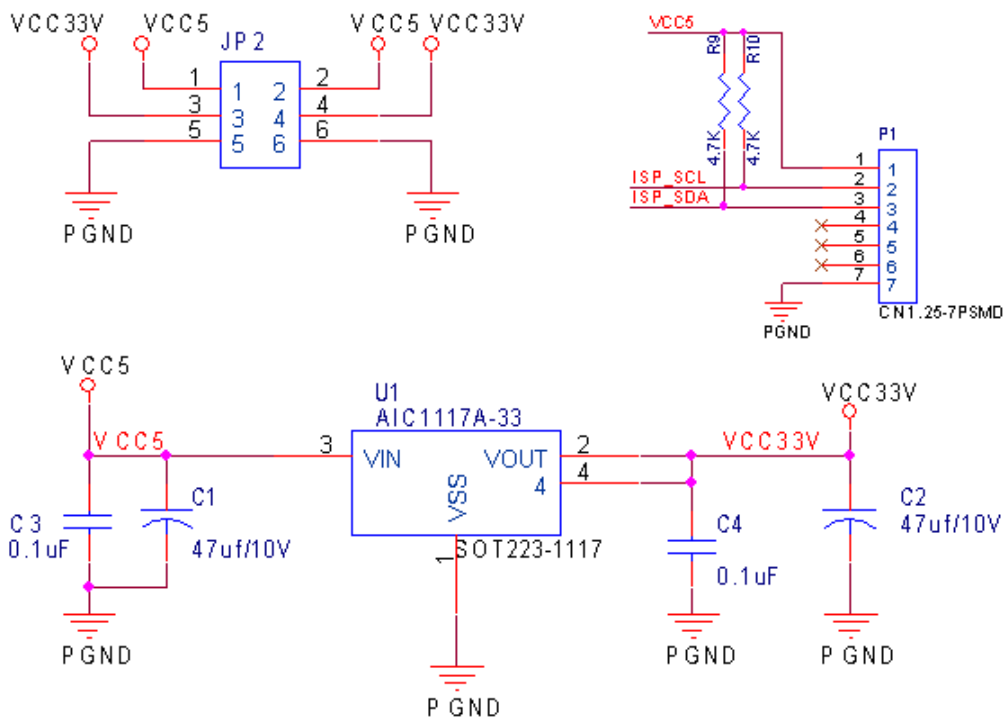 VCC33V VCC5 VCC5 VCC33V
JP2
1 1 2 2
3 3 4 4
5 5 6 6
PGND PGND
VCC5
R9 R10
4.7K 4.7K
P1
ISP_SCL
ISP_SDA
1 1
2 2
3 3
4 4
5 5
6 6
7 7
CN1.25-7PSMD
PGND
VCC5
VCC5
C3
0.1uF
C1
47uf/10V
PGND
U1
AIC1117A-33
3 VIN VOUT 2
4 4
VSS
1
SOT223-1117
PGND
VCC33V
VCC33V
C4
0.1uF
PGND
C2
47uf/10V
PGND